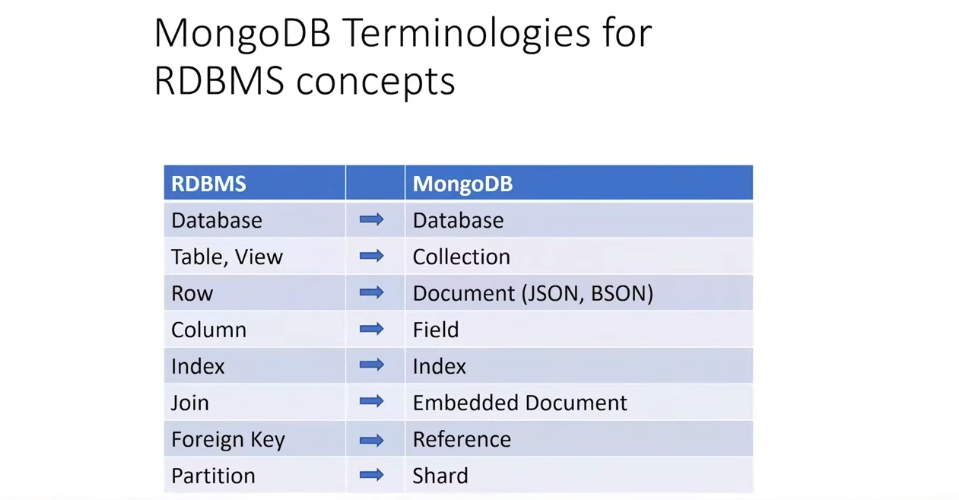 MongoDB Terminologies for
RDBMS concepts
RDBMS MongoDB
Database Database
Table, View Collection
Row Document (JSON, BSON)
Column Field
Index Index
Join Embedded Document
Foreign Key Reference
Partition Shard